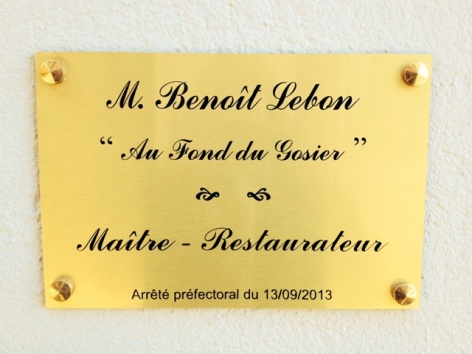 M. Benoît Lebon
“ Au Fond du Gosier ”
Maître - Restaurateur
Arrêté préfectoral du 13/09/2013